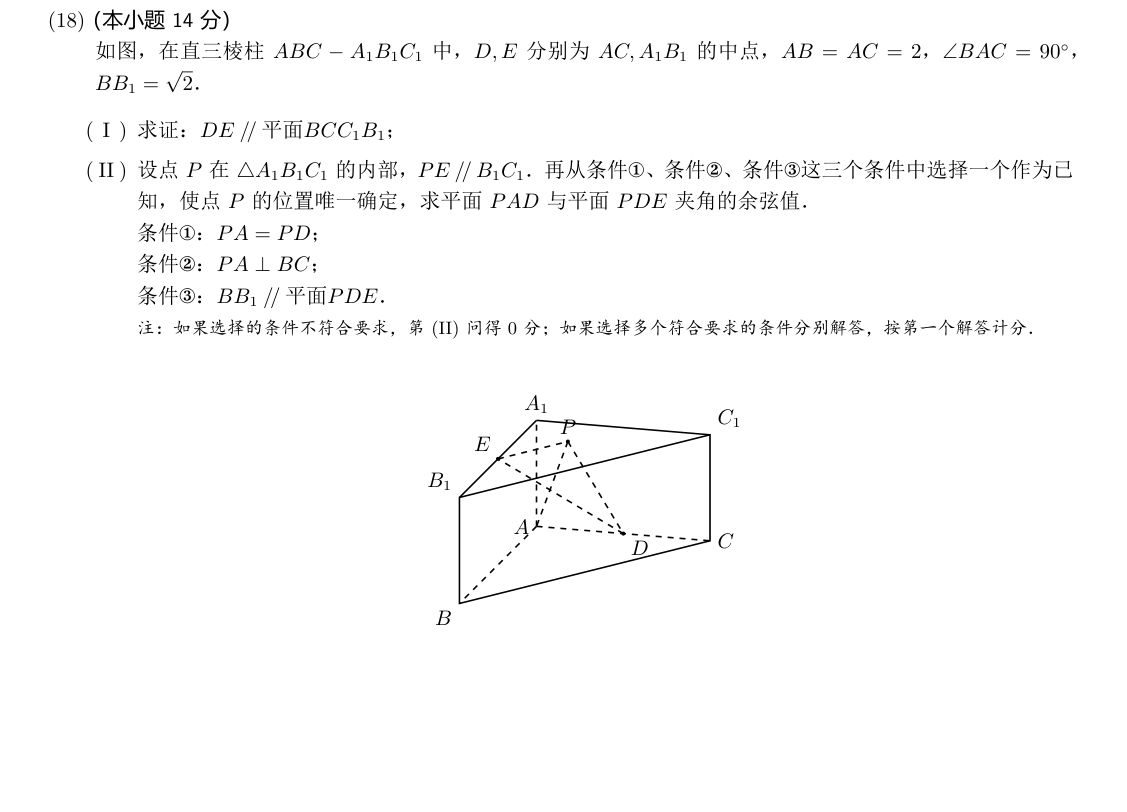 (18) (本小题 14 分)
如图，在直三棱柱 ABC − A₁B₁C₁ 中，D, E 分别为 AC, A₁B₁ 的中点，AB = AC = 2，∠BAC = 90°，
BB₁ = √2．
( I ) 求证：DE // 平面BCC₁B₁；
( II ) 设点 P 在 △A₁B₁C₁ 的内部，PE // B₁C₁．再从条件①、条件②、条件③这三个条件中选择一个作为已
知，使点 P 的位置唯一确定，求平面 PAD 与平面 PDE 夹角的余弦值．
条件①：PA = PD；
条件②：PA ⊥ BC；
条件③：BB₁ // 平面PDE．
注：如果选择的条件不符合要求，第 (II) 问得 0 分；如果选择多个符合要求的条件分别解答，按第一个解答计分．
A₁
C₁
P
E
B₁
A
D
C
B